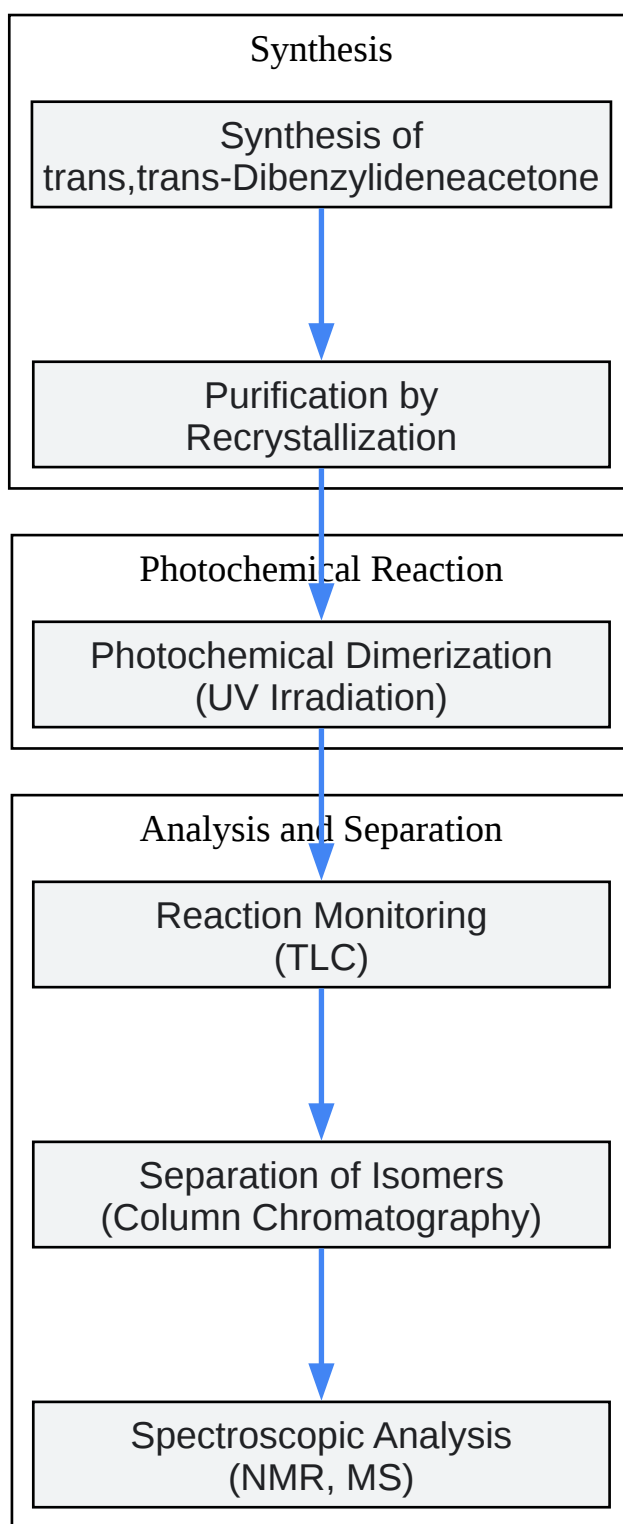 Synthesis
Synthesis of
trans,trans-Dibenzylideneacetone
Purification by
Recrystallization
Photochemical Reaction
Photochemical Dimerization
(UV Irradiation)
Analysis and Separation
Reaction Monitoring
(TLC)
Separation of Isomers
(Column Chromatography)
Spectroscopic Analysis
(NMR, MS)